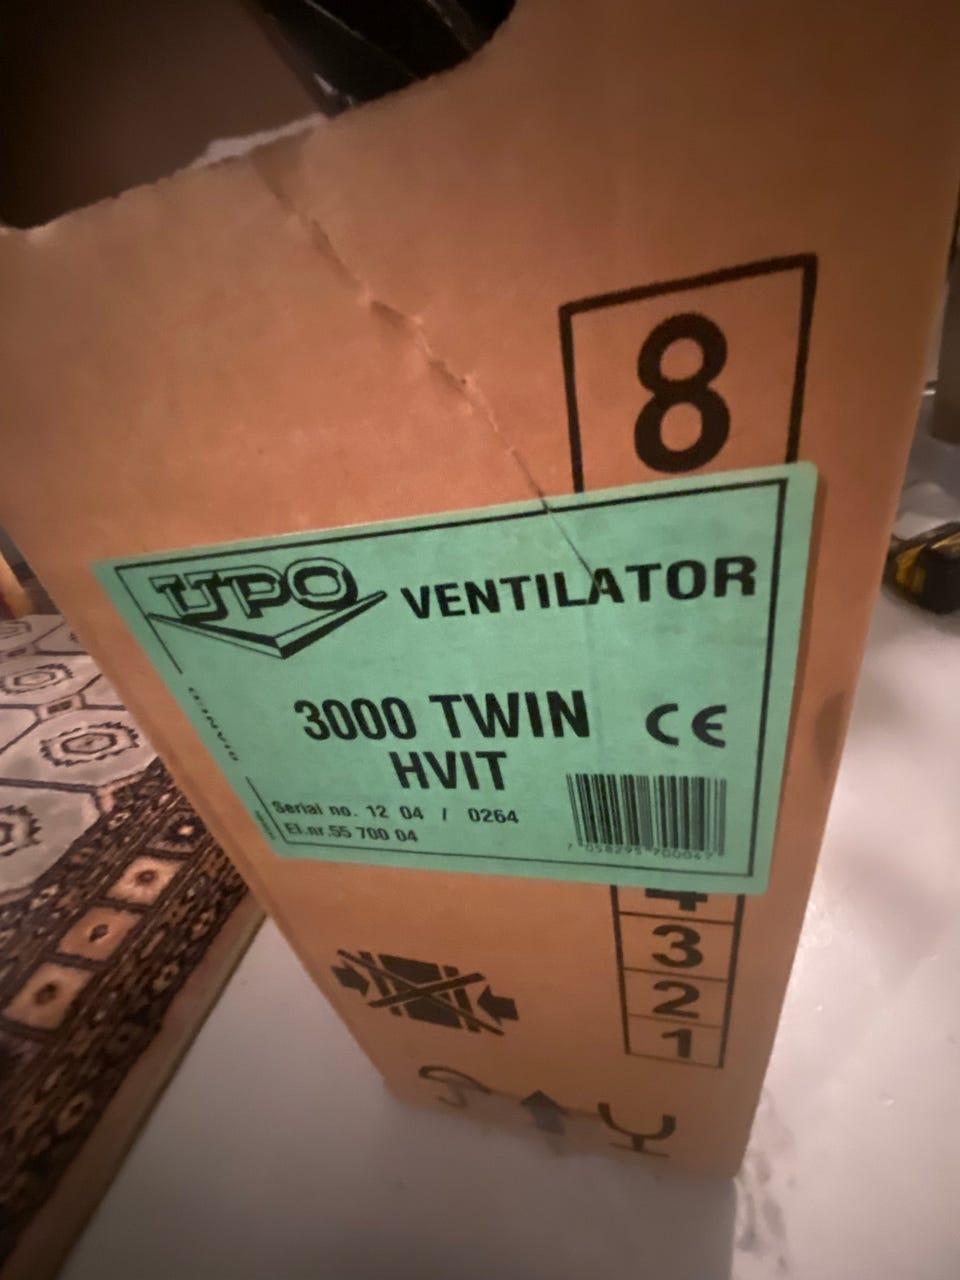 8
UPO VENTILATOR
3000 TWIN
HVIT
CE
Serial no. 12 04 / 0264
El.nr.55 700 04
4
3
2
1